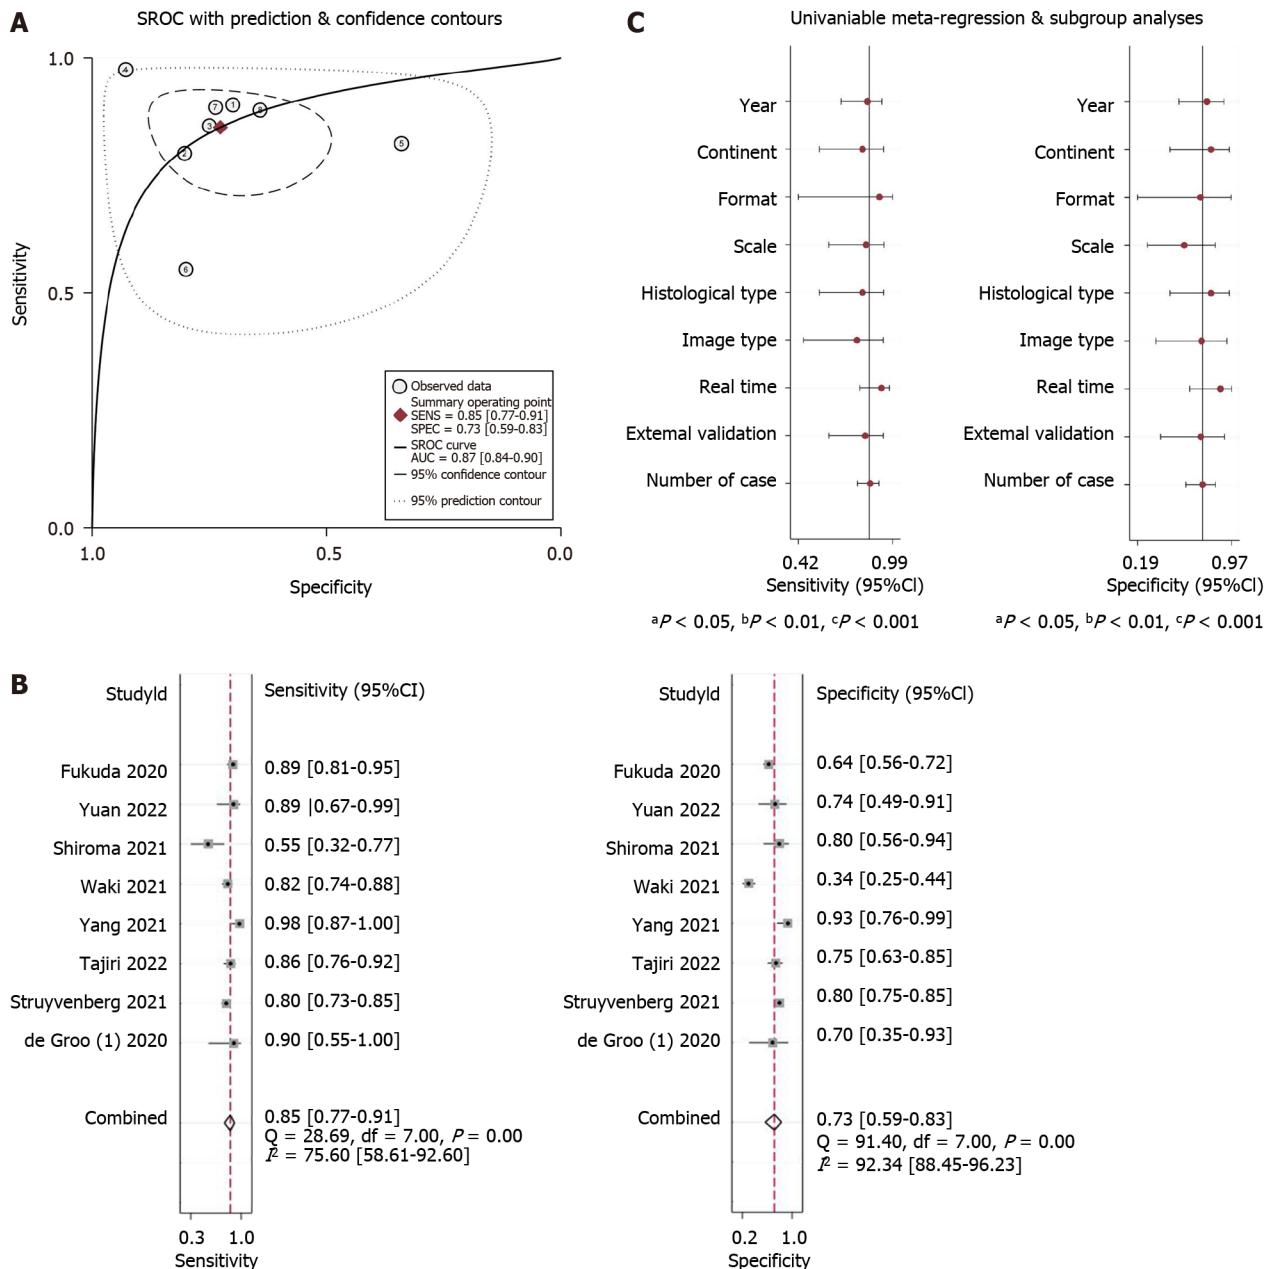 A
SROC with prediction & confidence contours
1.0
0.5
0.0
Sensitivity
4
7
1
8
3
2
5
6
Observed data
Summary operating point
SENS = 0.85 [0.77-0.91]
SPEC = 0.73 [0.59-0.83]
SROC curve
AUC = 0.87 [0.84-0.90]
95% confidence contour
95% prediction contour
1.0
0.5
0.0
Specificity
C
Univaniable meta-regression & subgroup analyses
Year
Continent
Format
Scale
Histological type
Image type
Real time
Extemal validation
Number of case
0.42
0.99
Sensitivity (95%Cl)
ᵃP < 0.05, ᵇP < 0.01, ᶜP < 0.001
Year
Continent
Format
Scale
Histological type
Image type
Real time
Extemal validation
Number of case
0.19
0.97
Specificity (95%Cl)
ᵃP < 0.05, ᵇP < 0.01, ᶜP < 0.001
B
Studyld Sensitivity (95%CI)
Fukuda 2020 0.89 [0.81-0.95]
Yuan 2022 0.89 |0.67-0.99]
Shiroma 2021 0.55 [0.32-0.77]
Waki 2021 0.82 [0.74-0.88]
Yang 2021 0.98 [0.87-1.00]
Tajiri 2022 0.86 [0.76-0.92]
Struyvenberg 2021 0.80 [0.73-0.85]
de Groo (1) 2020 0.90 [0.55-1.00]
Combined 0.85 [0.77-0.91]
Q = 28.69, df = 7.00, P = 0.00
I² = 75.60 [58.61-92.60]
0.3 1.0
Sensitivity
Studyld Specificity (95%Cl)
Fukuda 2020 0.64 [0.56-0.72]
Yuan 2022 0.74 [0.49-0.91]
Shiroma 2021 0.80 [0.56-0.94]
Waki 2021 0.34 [0.25-0.44]
Yang 2021 0.93 [0.76-0.99]
Tajiri 2022 0.75 [0.63-0.85]
Struyvenberg 2021 0.80 [0.75-0.85]
de Groo (1) 2020 0.70 [0.35-0.93]
Combined 0.73 [0.59-0.83]
Q = 91.40, df = 7.00, P = 0.00
I² = 92.34 [88.45-96.23]
0.2 1.0
Specificity